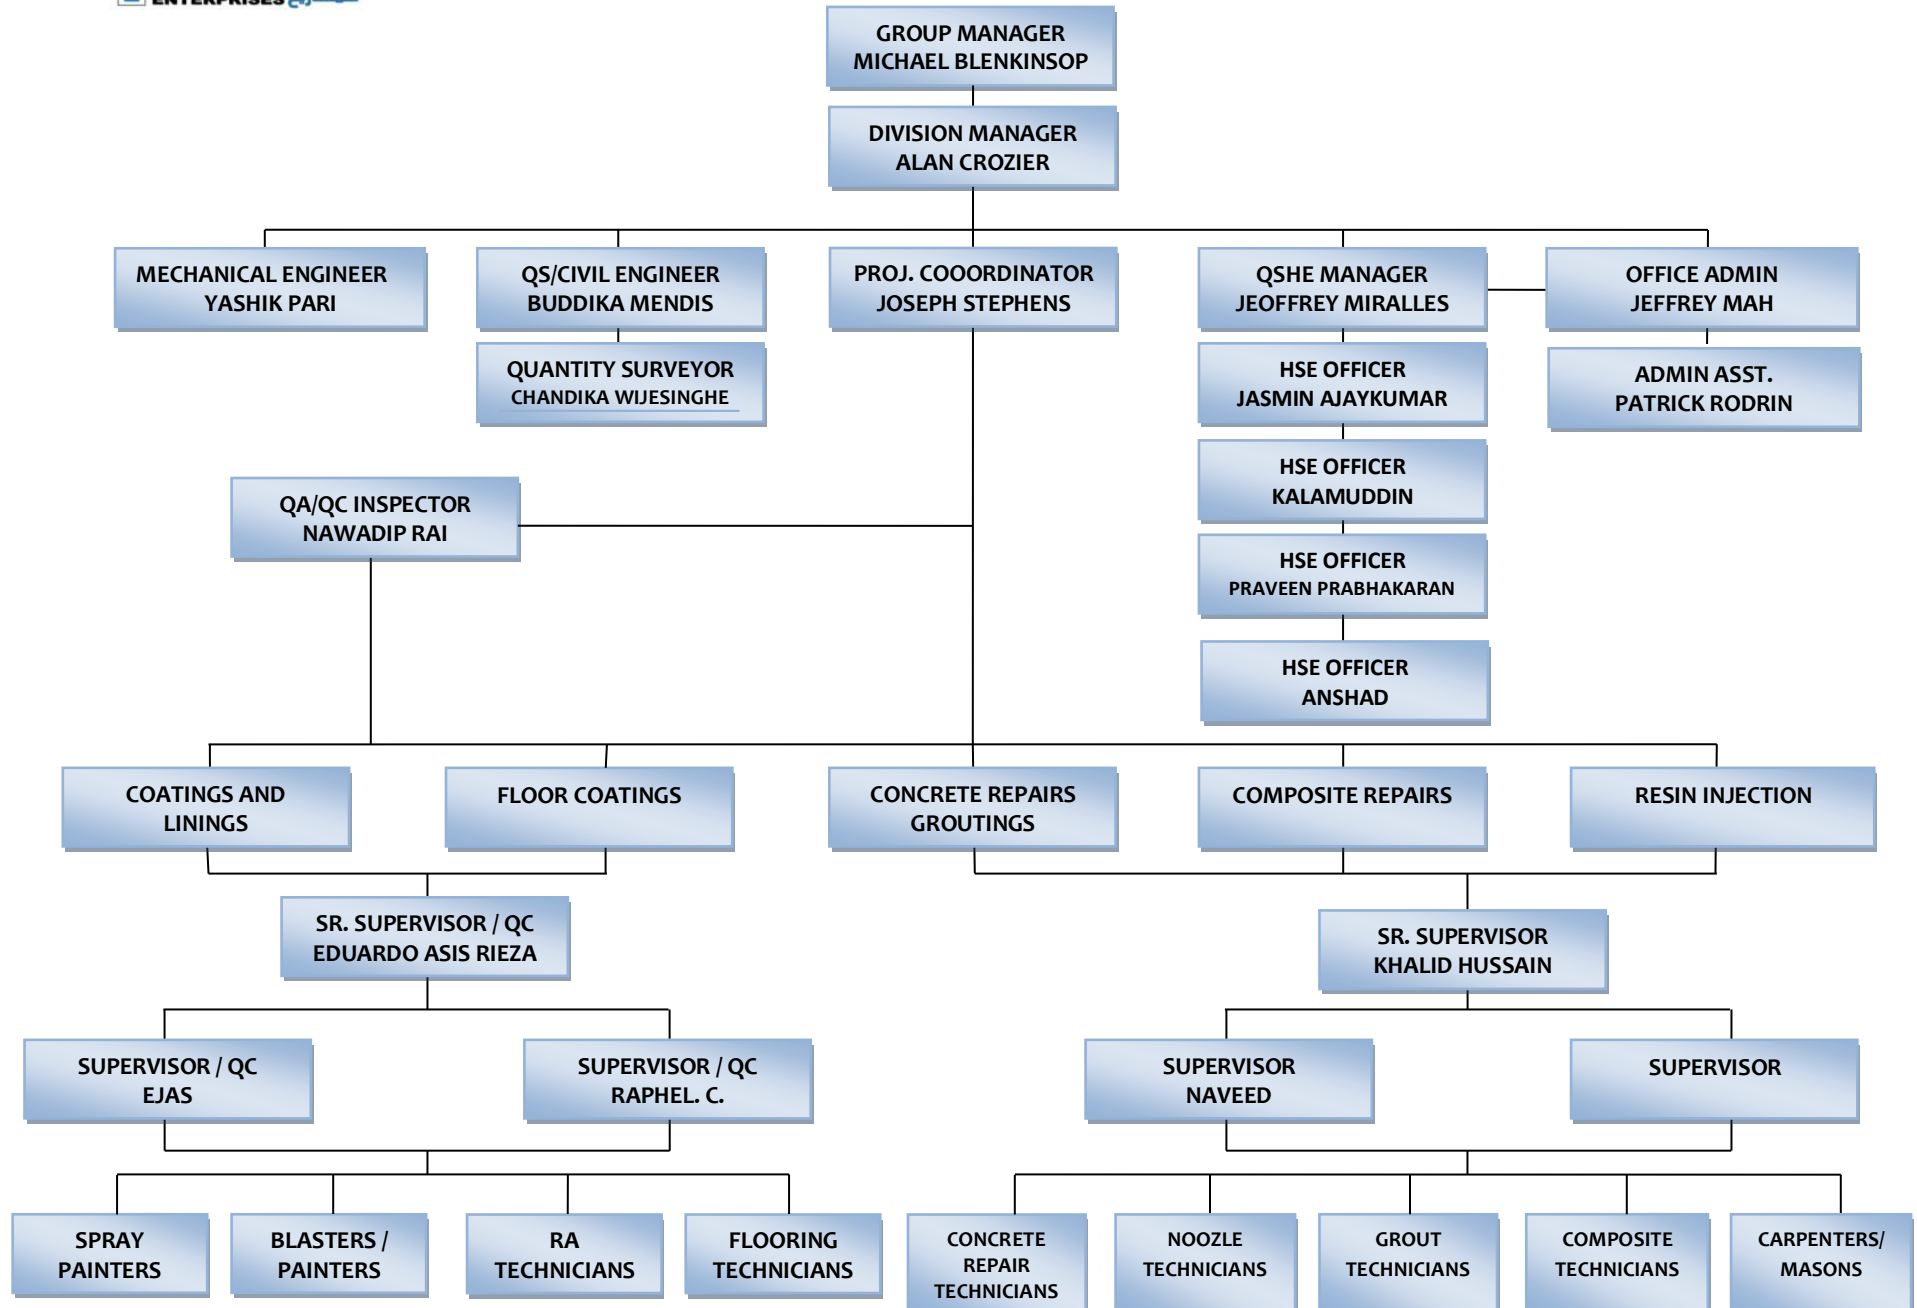 ENTERPRISES
GROUP MANAGER
MICHAEL BLENKINSOP
DIVISION MANAGER
ALAN CROZIER
MECHANICAL ENGINEER
YASHIK PARI
QS/CIVIL ENGINEER
BUDDIKA MENDIS
PROJ. COOORDINATOR
JOSEPH STEPHENS
QSHE MANAGER
JEOFFREY MIRALLES
OFFICE ADMIN
JEFFREY MAH
QUANTITY SURVEYOR
CHANDIKA WIJESINGHE
HSE OFFICER
JASMIN AJAYKUMAR
ADMIN ASST.
PATRICK RODRIN
HSE OFFICER
KALAMUDDIN
QA/QC INSPECTOR
NAWADIP RAI
HSE OFFICER
PRAVEEN PRABHAKARAN
HSE OFFICER
ANSHAD
COATINGS AND
LININGS
FLOOR COATINGS
CONCRETE REPAIRS
GROUTINGS
COMPOSITE REPAIRS
RESIN INJECTION
SR. SUPERVISOR / QC
EDUARDO ASIS RIEZA
SR. SUPERVISOR
KHALID HUSSAIN
SUPERVISOR / QC
EJAS
SUPERVISOR / QC
RAPHEL. C.
SUPERVISOR
NAVEED
SUPERVISOR
SPRAY
PAINTERS
BLASTERS /
PAINTERS
RA
TECHNICIANS
FLOORING
TECHNICIANS
CONCRETE
REPAIR
TECHNICIANS
NOOZLE
TECHNICIANS
GROUT
TECHNICIANS
COMPOSITE
TECHNICIANS
CARPENTERS/
MASONS